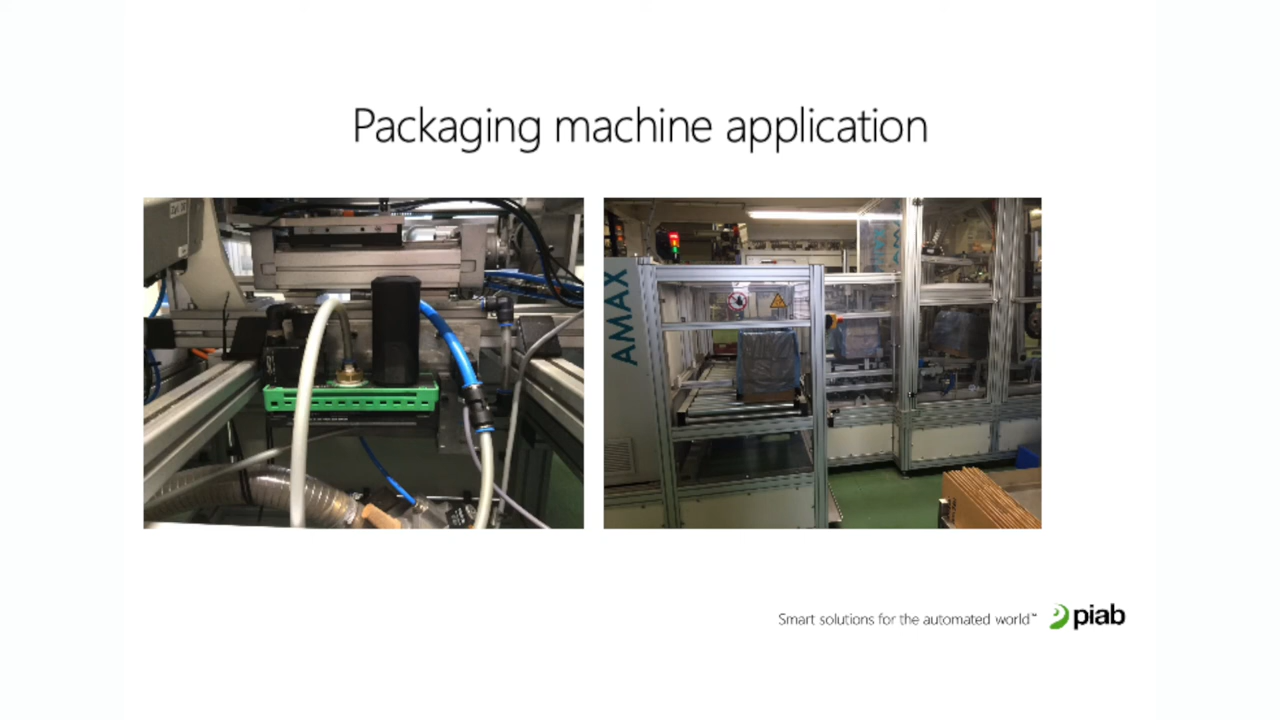 Packaging machine application
AMAX
Smart solutions for the automated world™
piab